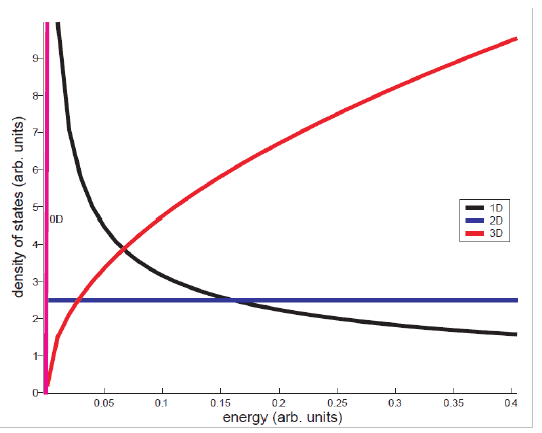 9
8
7
6
5
4
3
2
1
0
density of states (arb. units)
0D
1D
2D
3D
0.05 0.1 0.15 0.2 0.25 0.3 0.35 0.4
energy (arb. units)